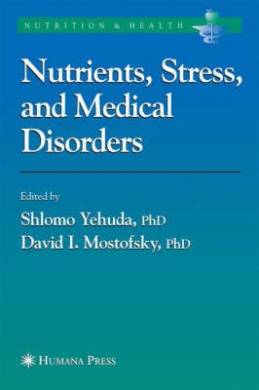 NUTRITION & HEALTH
Nutrients, Stress,
and Medical
Disorders
Edited by
Shlomo Yehuda, PhD
David I. Mostofsky, PhD
HUMANA PRESS